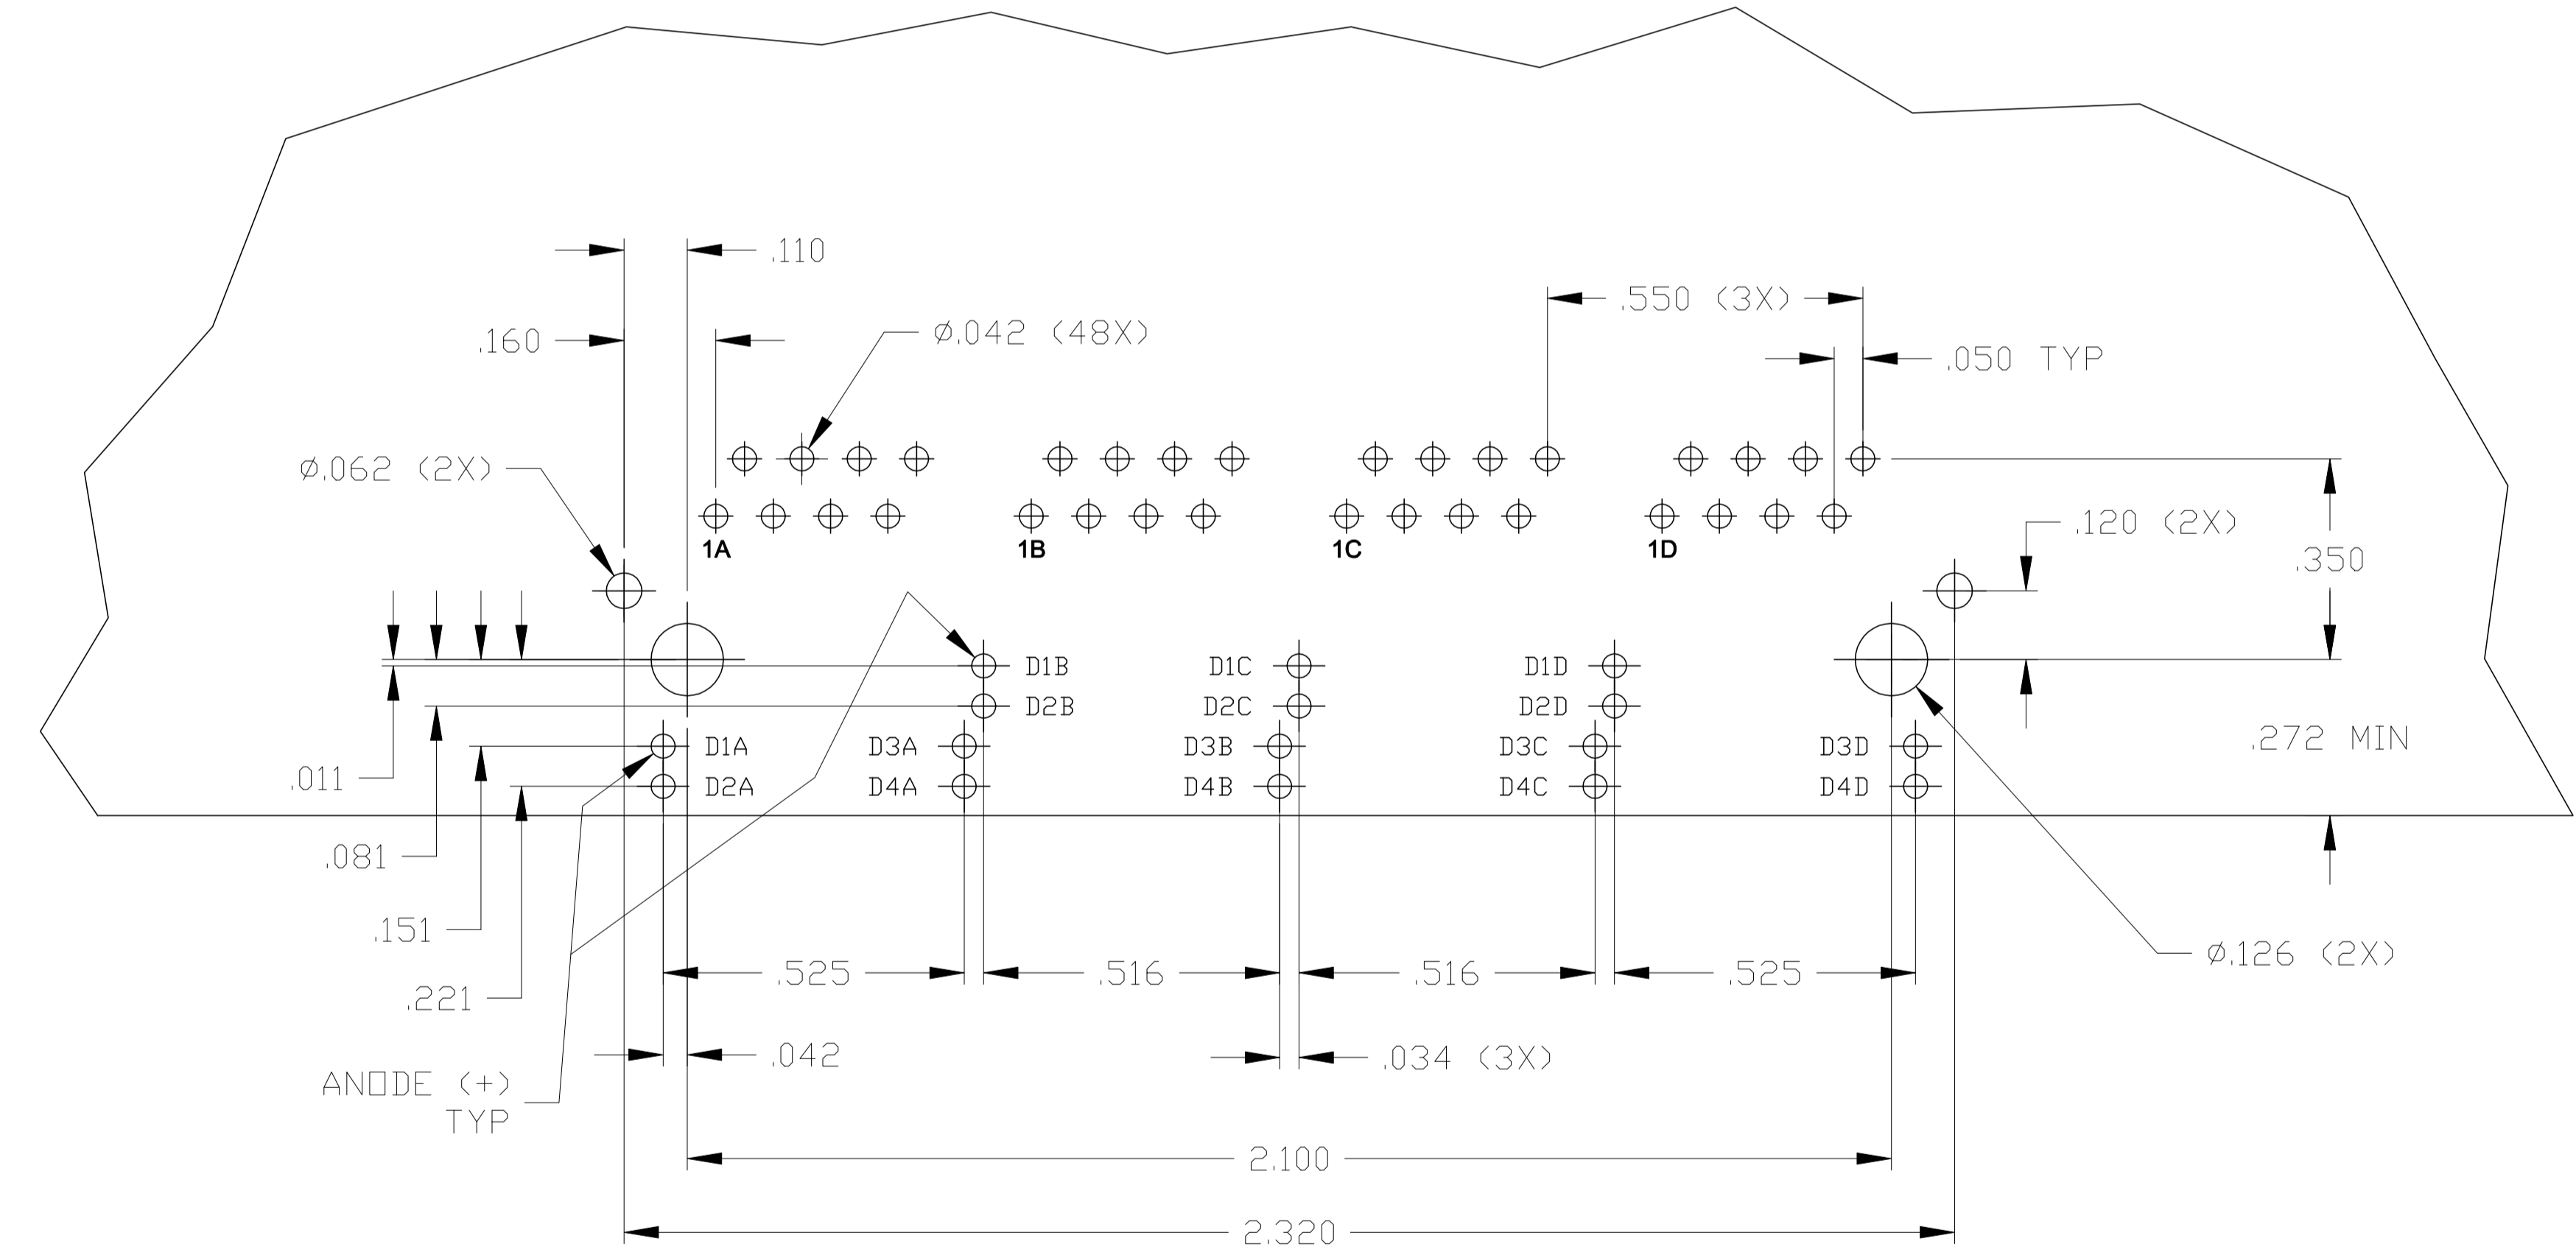 .110
.550 (3X)
.160
Ø.042 (48X)
.050 TYP
Ø.062 (2X)
.120 (2X)
1A
1B
1C
1D
.350
D1B
D1C
D1D
D2B
D2C
D2D
.272 MIN
D1A
D3A
D3B
D3C
D3D
.011
D2A
D4A
D4B
D4C
D4D
.081
.151
Ø.126 (2X)
.525
.516
.516
.525
.221
.042
.034 (3X)
ANODE (+)
TYP
2.100
2.320